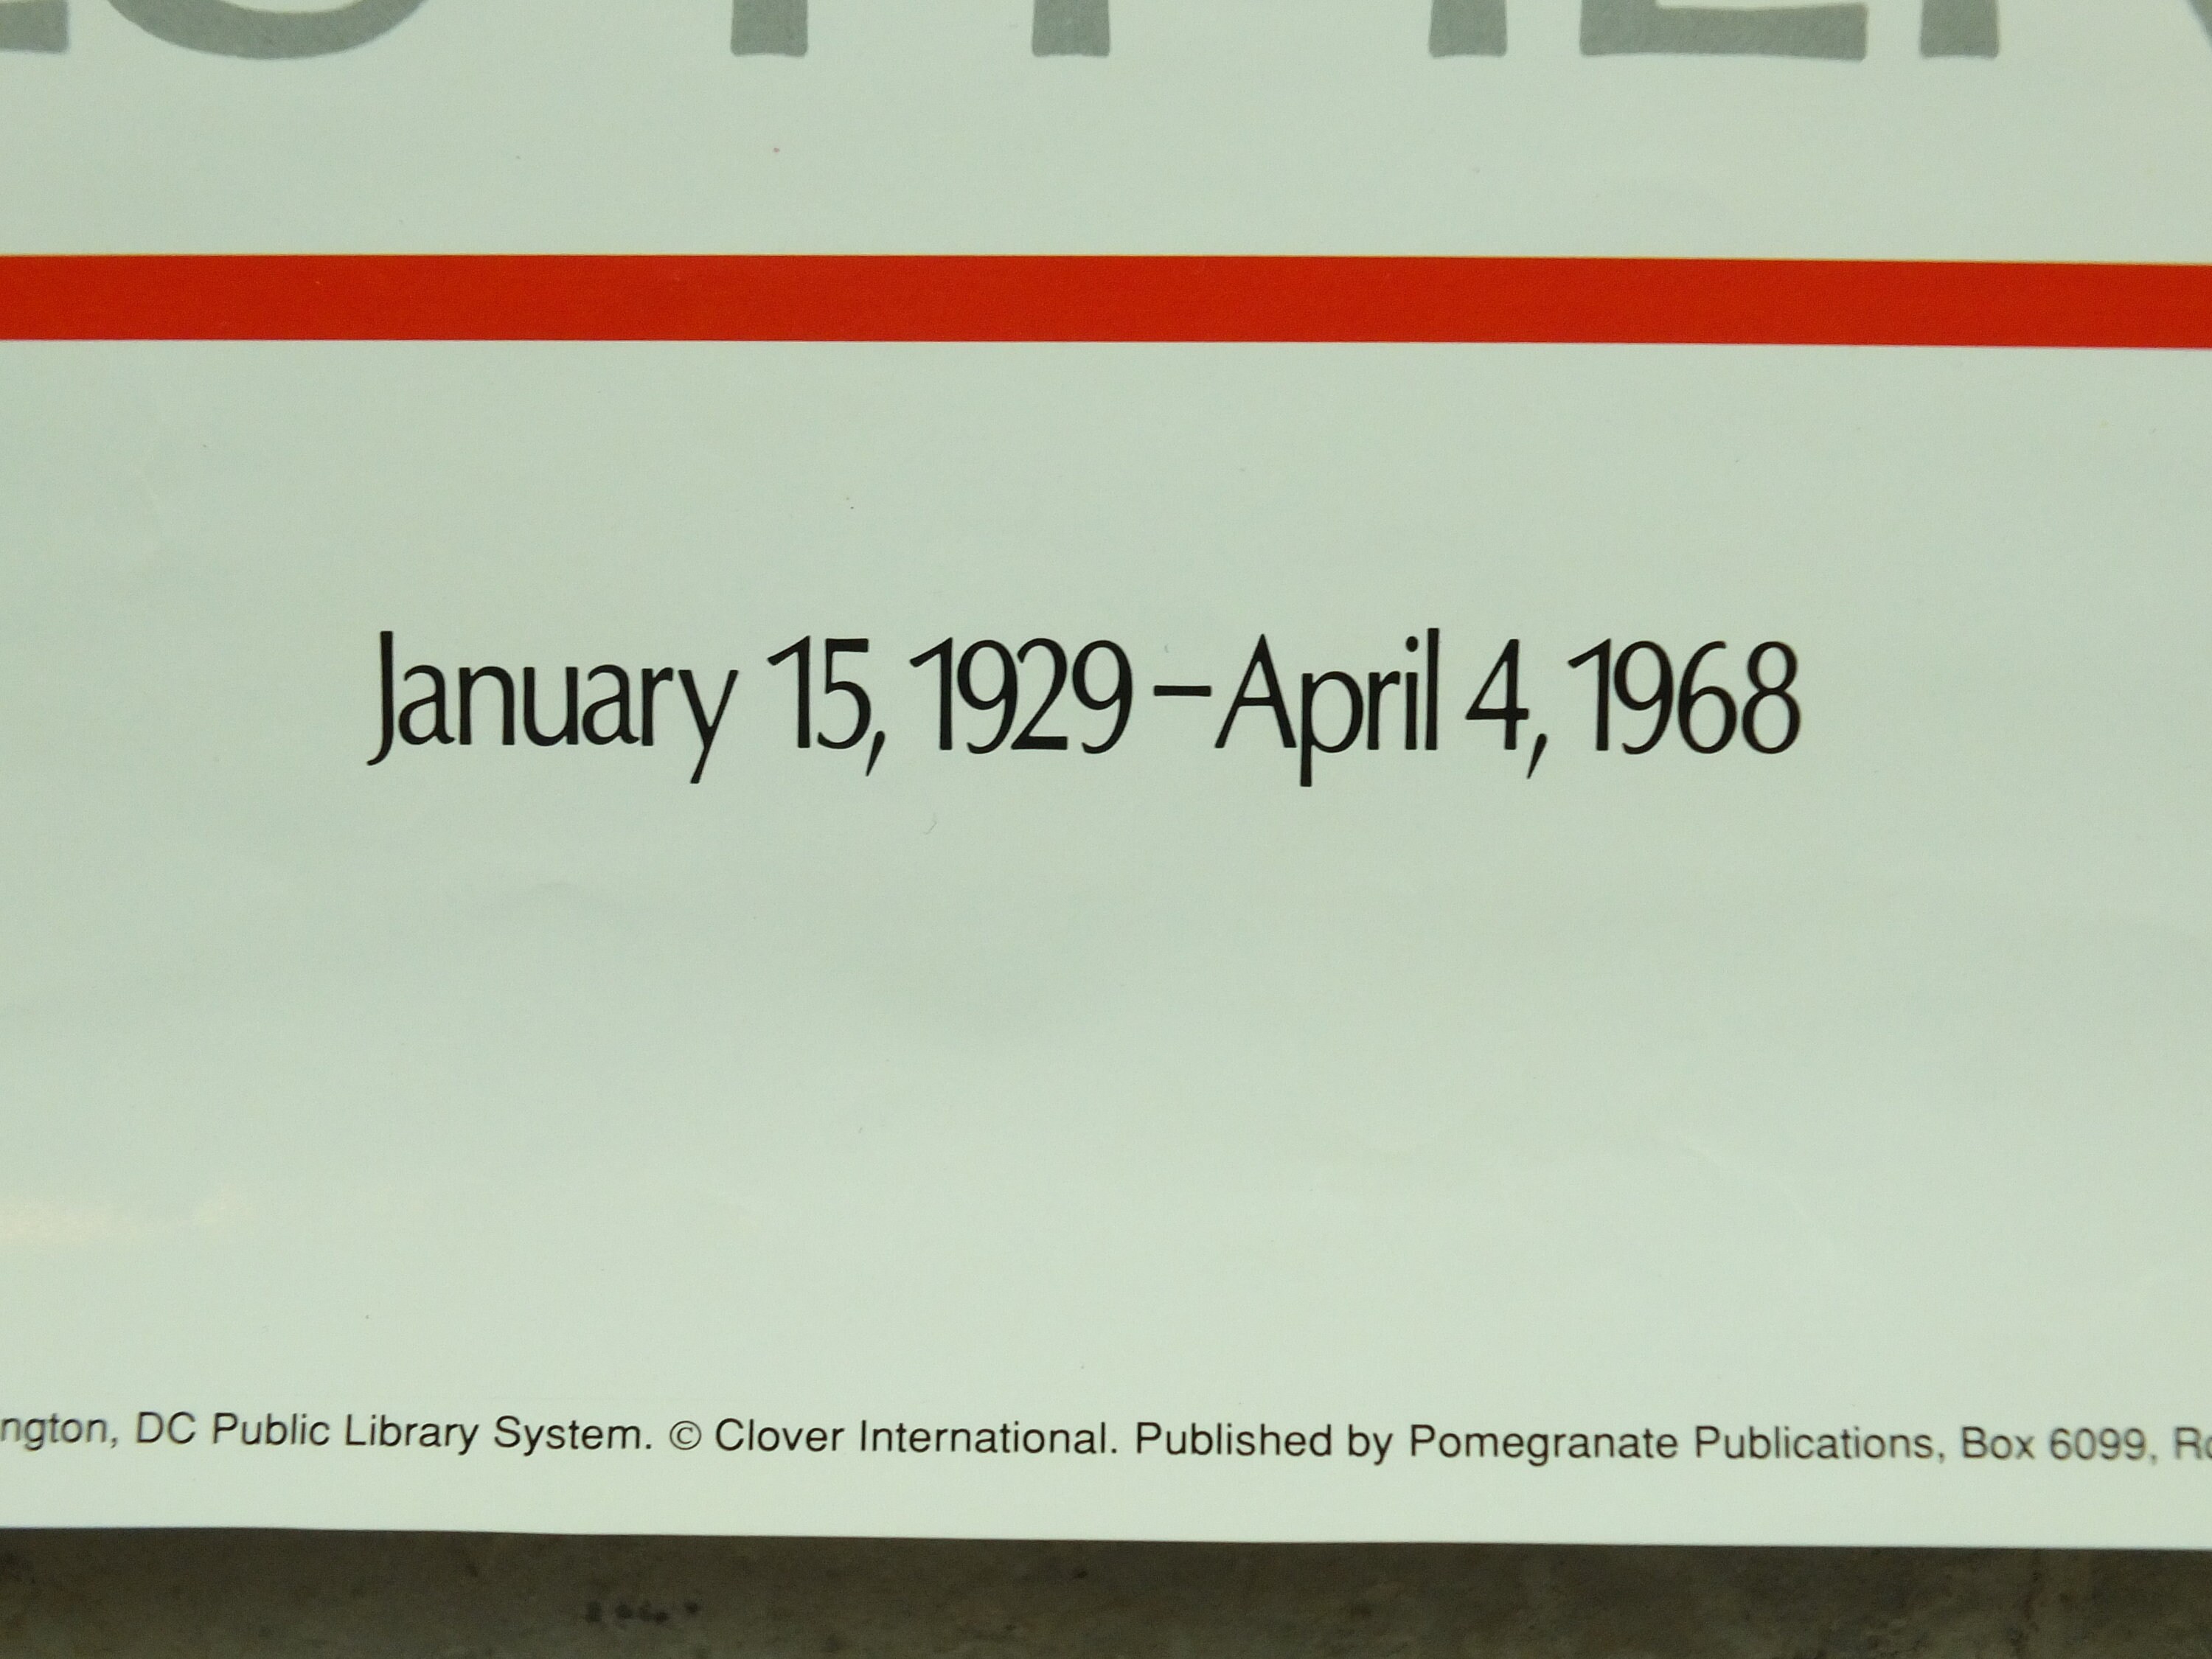 January 15, 1929 – April 4, 1968
ngton, DC Public Library System. © Clover International. Published by Pomegranate Publications, Box 6099, Ro